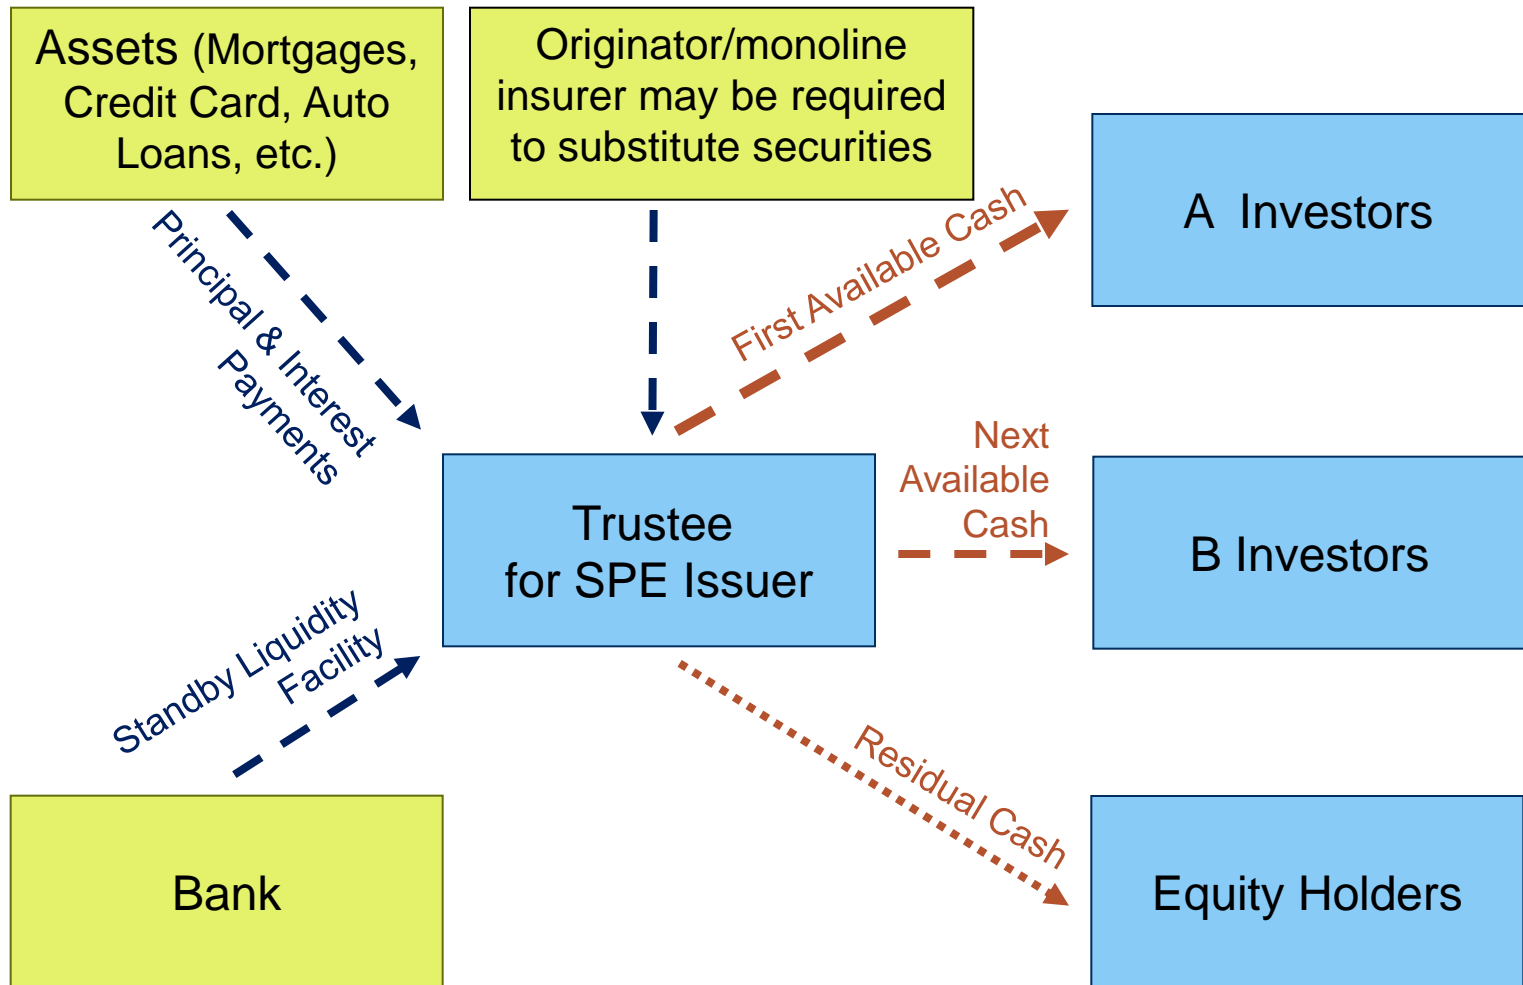 Assets (Mortgages,
Credit Card, Auto
Loans, etc.)
Originator/monoline
insurer may be required
to substitute securities
A Investors
Principal & Interest
Payments
First Available Cash
Next
Available
Cash
Trustee
for SPE Issuer
B Investors
Standby Liquidity
Facility
Residual Cash
Bank
Equity Holders